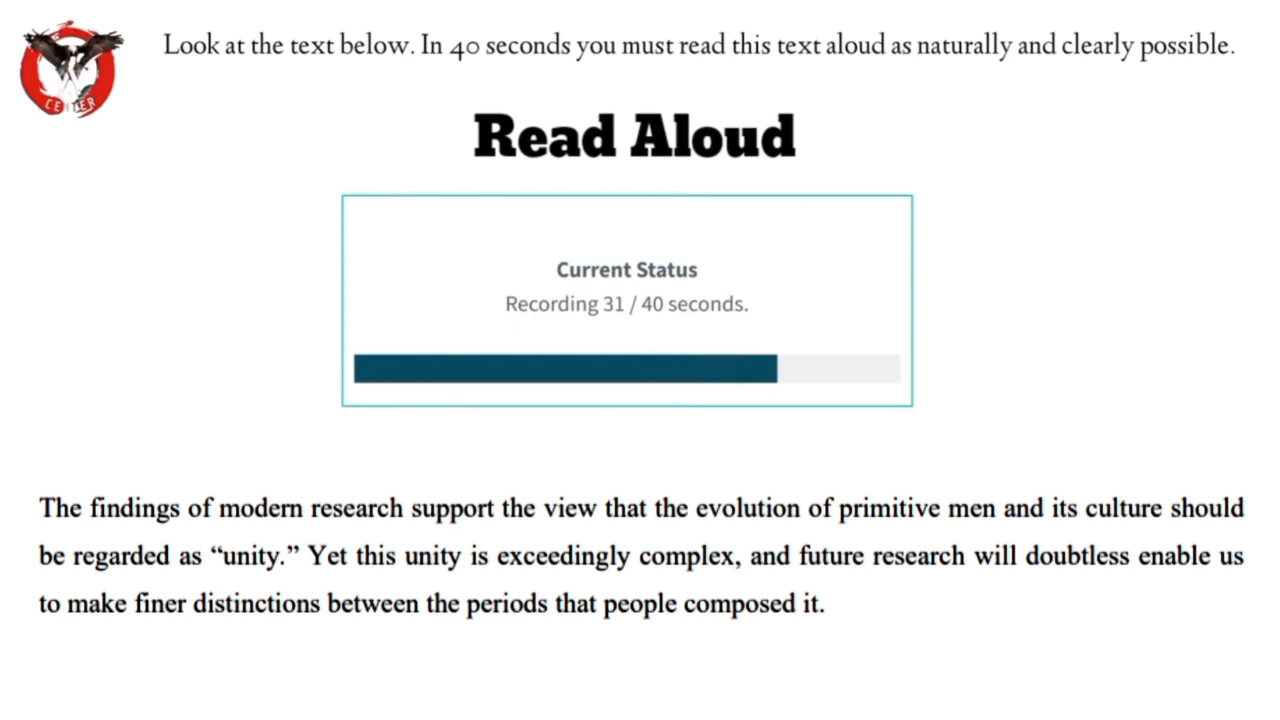 Look at the text below. In 40 seconds you must read this text aloud as naturally and clearly possible.
CENTER
Read Aloud
Current Status
Recording 31 / 40 seconds.
The findings of modern research support the view that the evolution of primitive men and its culture should
be regarded as “unity.” Yet this unity is exceedingly complex, and future research will doubtless enable us
to make finer distinctions between the periods that people composed it.